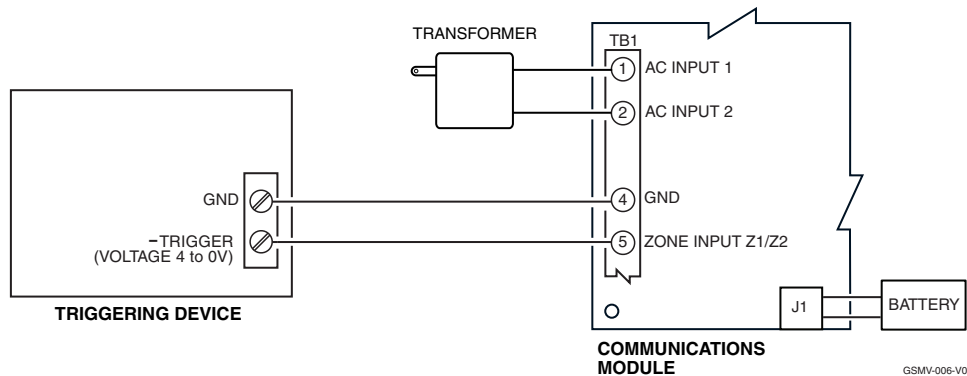 TRANSFORMER
TB1
1 AC INPUT 1
2 AC INPUT 2
GND
4 GND
–TRIGGER
(VOLTAGE 4 to 0V)
5 ZONE INPUT Z1/Z2
TRIGGERING DEVICE
J1
BATTERY
COMMUNICATIONS
MODULE
GSMV-006-V0